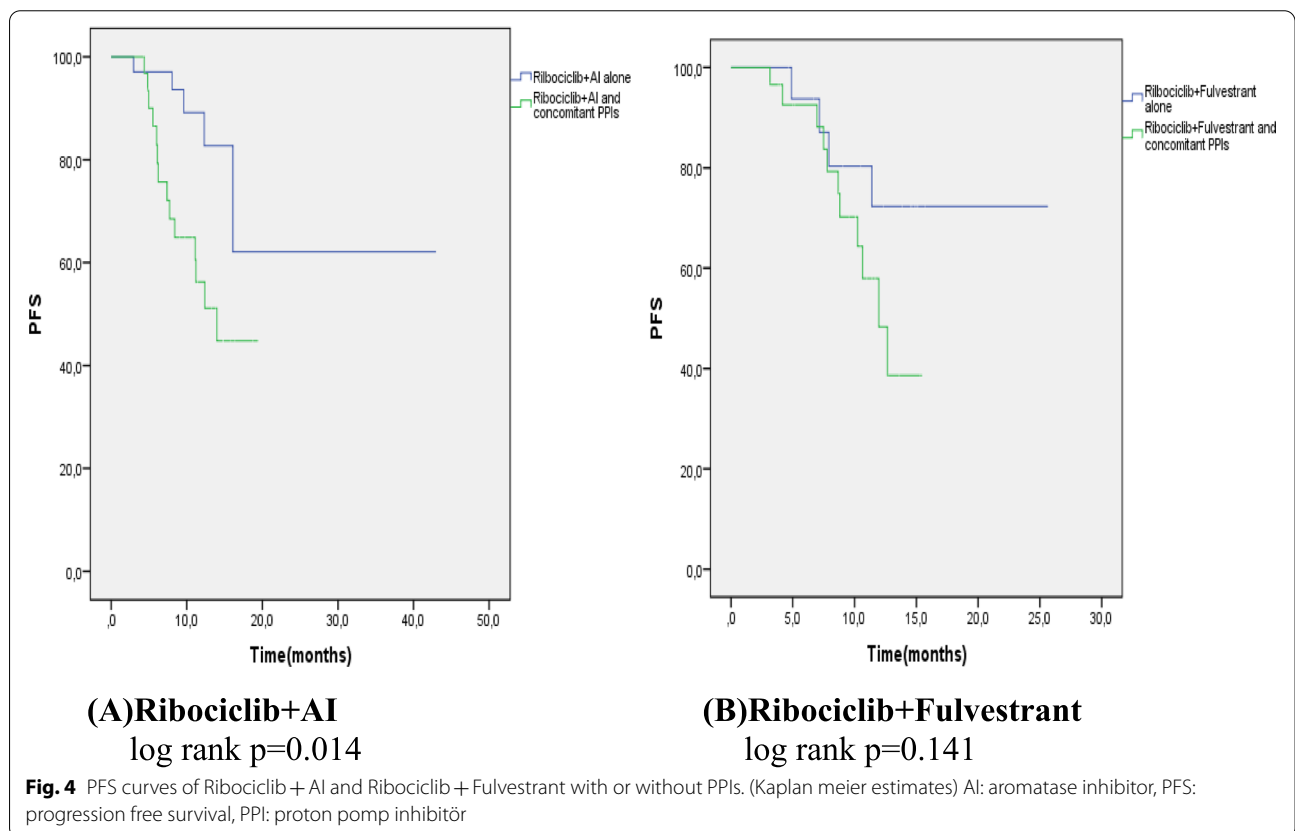 100,0
80,0
60,0
40,0
20,0
0,0
PFS
,0
10,0
20,0
30,0
40,0
50,0
Time(months)
Rilbociclib+AI alone
Ribociclib+AI and
concomitant PPIs
100,0
80,0
60,0
40,0
20,0
0,0
PFS
,0
5,0
10,0
15,0
20,0
25,0
30,0
Time(months)
Rilbociclib+Fulvestrant
alone
Ribociclib+Fulvestrant and
concomitant PPIs
(A)Ribociclib+AI
log rank p=0.014
(B)Ribociclib+Fulvestrant
log rank p=0.141
Fig. 4 PFS curves of Ribociclib + AI and Ribociclib + Fulvestrant with or without PPIs. (Kaplan meier estimates) AI: aromatase inhibitor, PFS:
progression free survival, PPI: proton pomp inhibitör